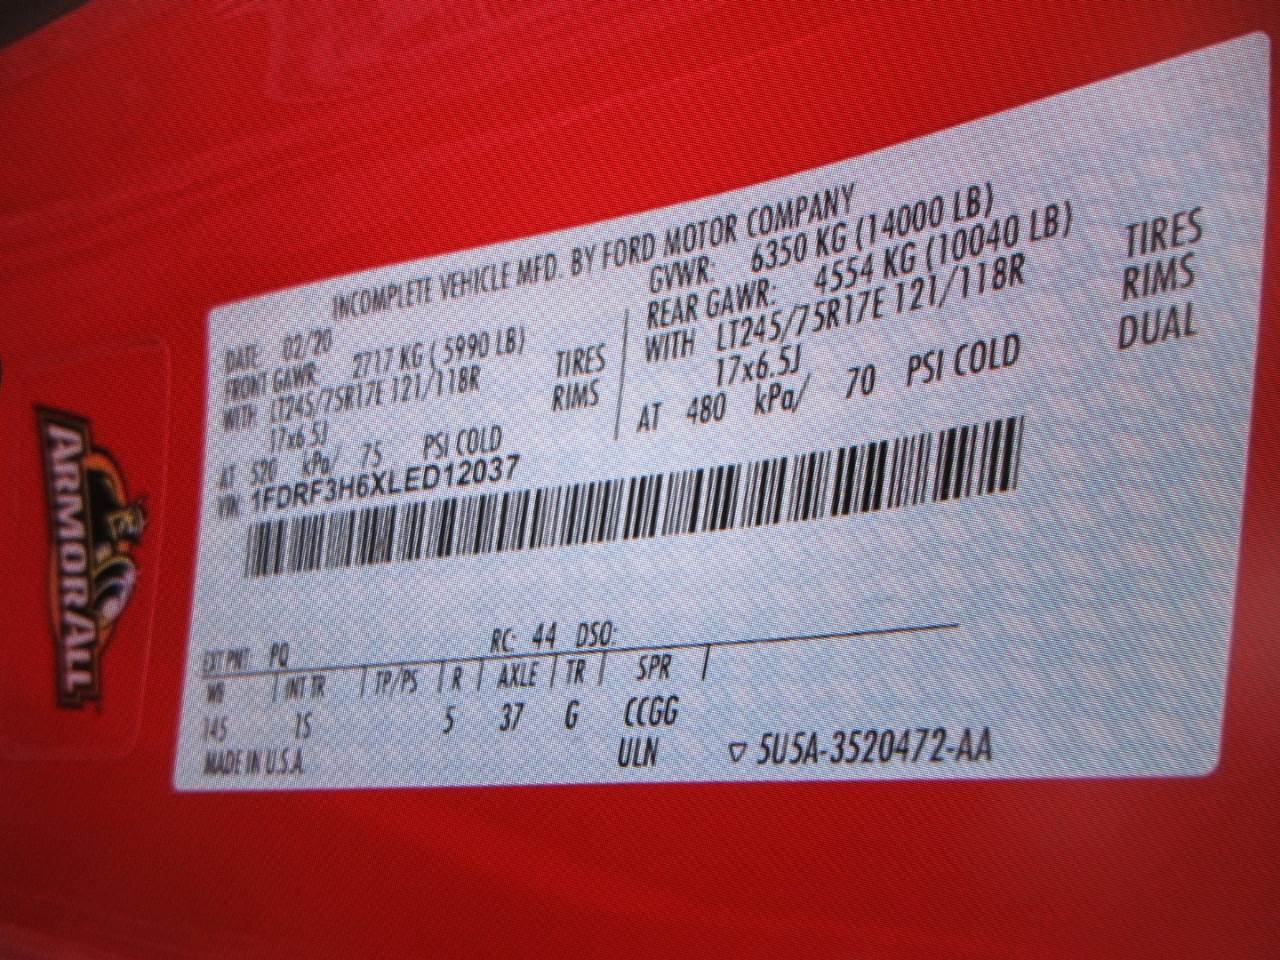 INCOMPLETE VEHICLE MFD. BY FORD MOTOR COMPANY
DATE: 02/20
GVWR: 6350 KG (14000 LB)
FRONT GAWR: 2717 KG ( 5990 LB)
REAR GAWR: 4554 KG (10040 LB)
WITH LT245/75R17E 121/118R TIRES
WITH LT245/75R17E 121/118R TIRES
17x6.5J RIMS
17x6.5J RIMS
AT 520 kPa/ 75 PSI COLD
AT 480 kPa/ 70 PSI COLD DUAL
VIN: 1FDRF3H6XLED12037
EXT PNT: PQ RC: 44 DSO:
WB INT TR TP/PS R AXLE TR SPR
145 1S 5 37 G CCGG
MADE IN U.S.A. ULN ▽ 5U5A-3520472-AA
ARMOR ALL